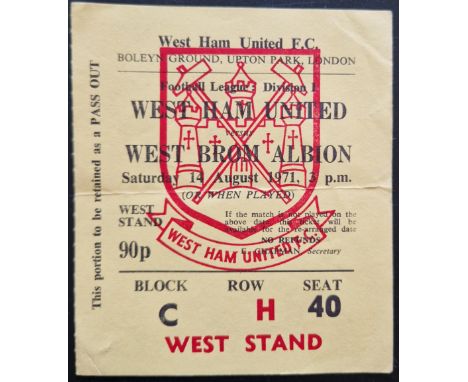 This portion to be retained as a PASS OUT
West Ham United F.C.
BOLEYN GROUND, UPTON PARK, LONDON
Football League : Division I
WEST HAM UNITED
versus
WEST BROM ALBION
Saturday 14 August 1971, 3 p.m.
(OR WHEN PLAYED)
WEST
STAND
90p
If the match is not played on the
above date, this ticket will be
available for the re-arranged date
NO REFUNDS
CHAPMAN, Secretary
WEST HAM UNITED F.C.
BLOCK ROW SEAT
C H 40
WEST STAND